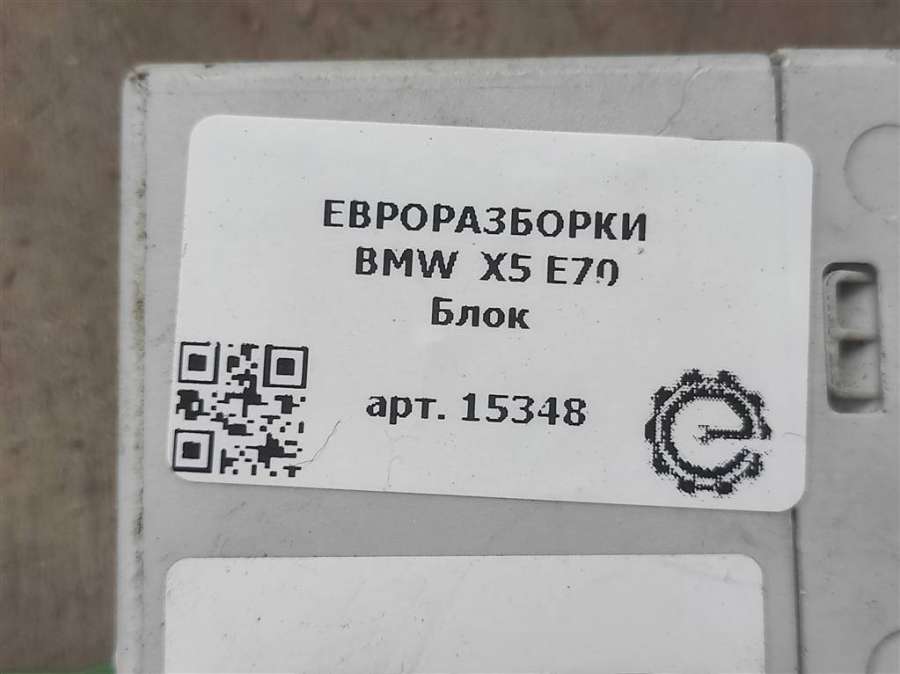 ЕВРОРАЗБОРКИ
BMW X5 E70
Блок
арт. 15348